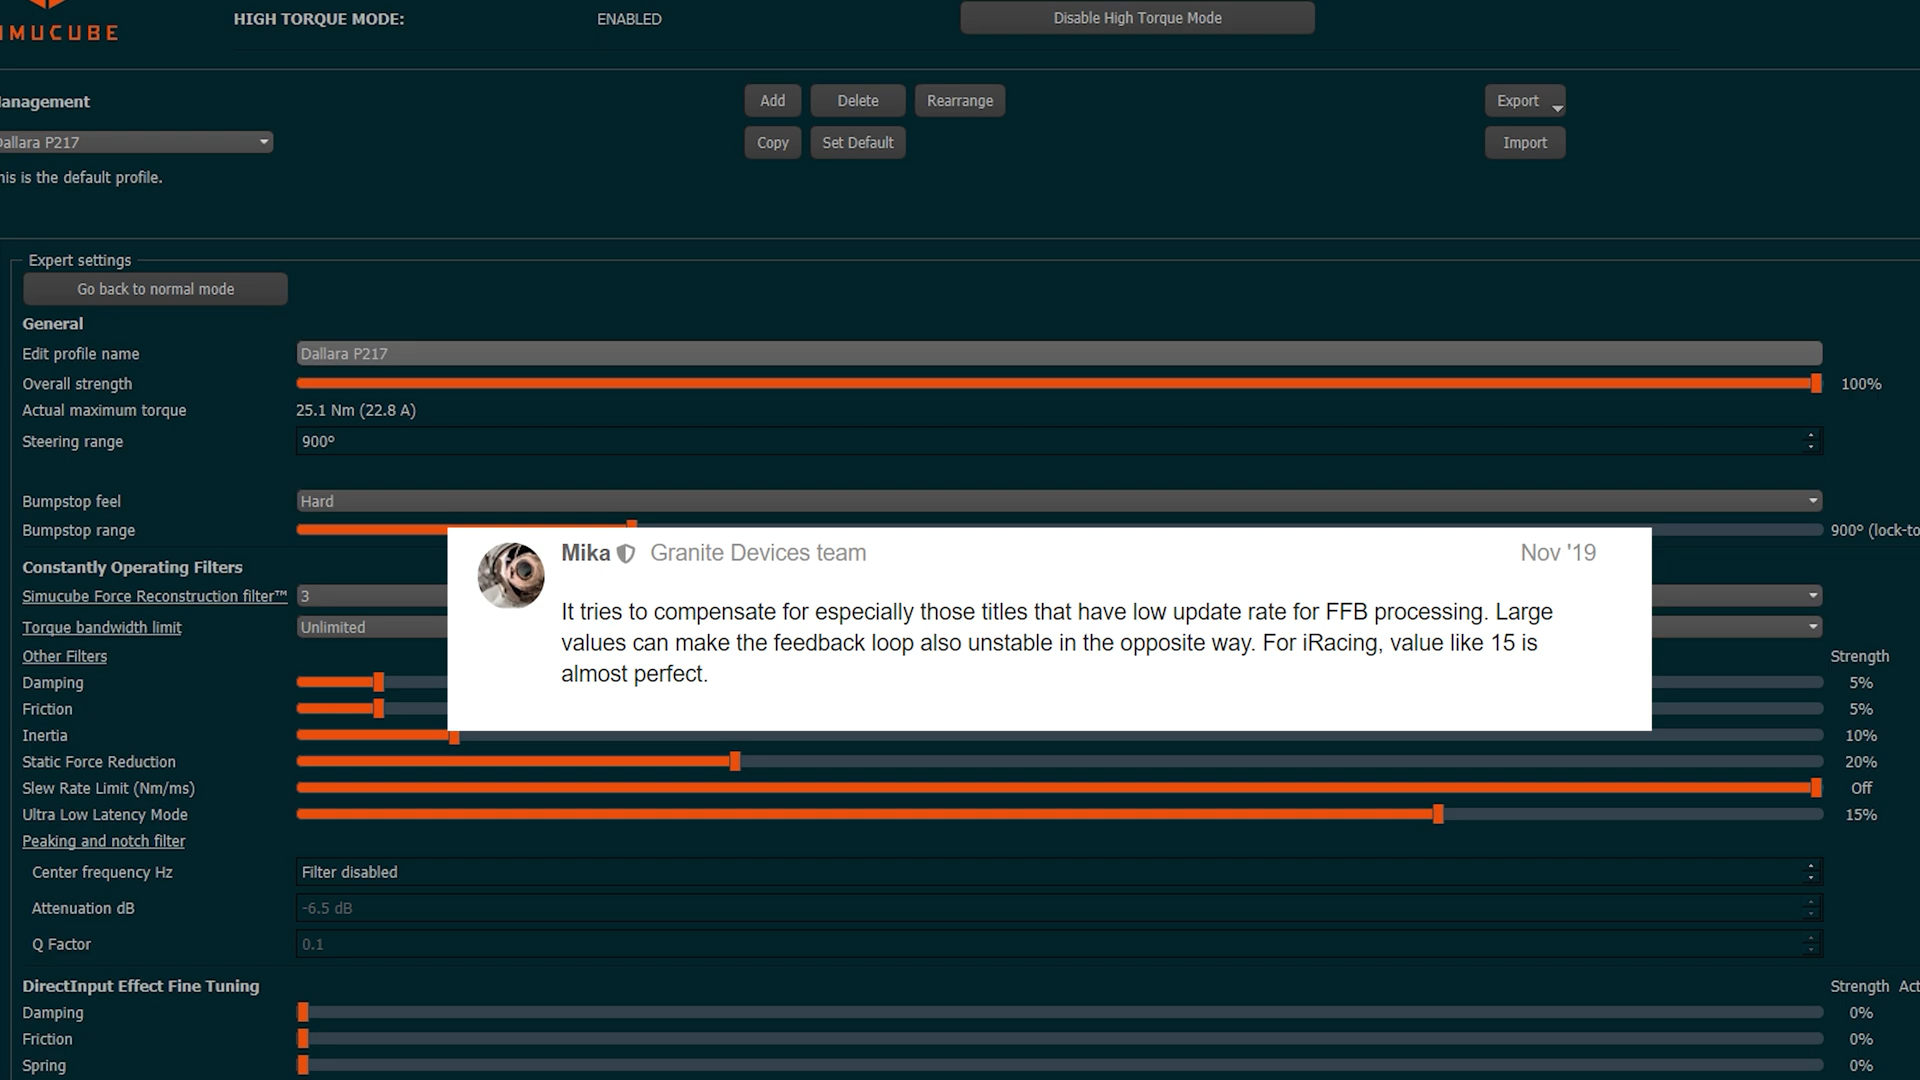 HIGH TORQUE MODE: ENABLED Disable High Torque Mode
IMUCUBE
anagement Add Delete Rearrange Export
Dallara P217 Copy Set Default Import
his is the default profile.
Expert settings
Go back to normal mode
General
Edit profile name Dallara P217
Overall strength 100%
Actual maximum torque 25.1 Nm (22.8 A)
Steering range 900º
Bumpstop feel Hard
Bumpstop range 900º (lock-to
Mika Granite Devices team Nov '19
It tries to compensate for especially those titles that have low update rate for FFB processing. Large
values can make the feedback loop also unstable in the opposite way. For iRacing, value like 15 is
almost perfect.
Constantly Operating Filters
Simucube Force Reconstruction filter™ 3
Torque bandwidth limit Unlimited
Other Filters Strength
Damping 5%
Friction 5%
Inertia 10%
Static Force Reduction 20%
Slew Rate Limit (Nm/ms) Off
Ultra Low Latency Mode 15%
Peaking and notch filter
Center frequency Hz Filter disabled
Attenuation dB -6.5 dB
Q Factor 0.1
DirectInput Effect Fine Tuning Strength Act
Damping 0%
Friction 0%
Spring 0%